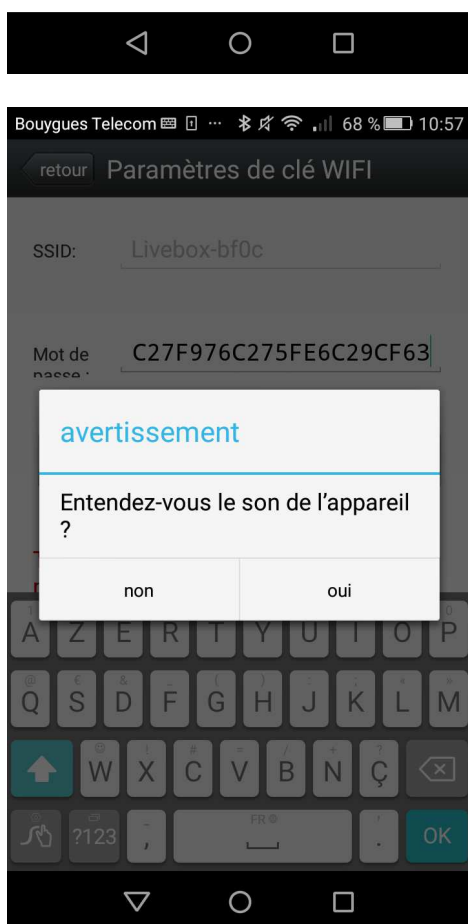 Bouygues Telecom ... 68 % 10:57
retour Paramètres de clé WIFI
SSID: Livebox-bf0c
Mot de passe : C27F976C275FE6C29CF63
avertissement
Entendez-vous le son de l'appareil
?
non oui
A Z E R T Y U I O P
Q S D F G H J K L M
W X C V B N Ç
?123 , FR . OK